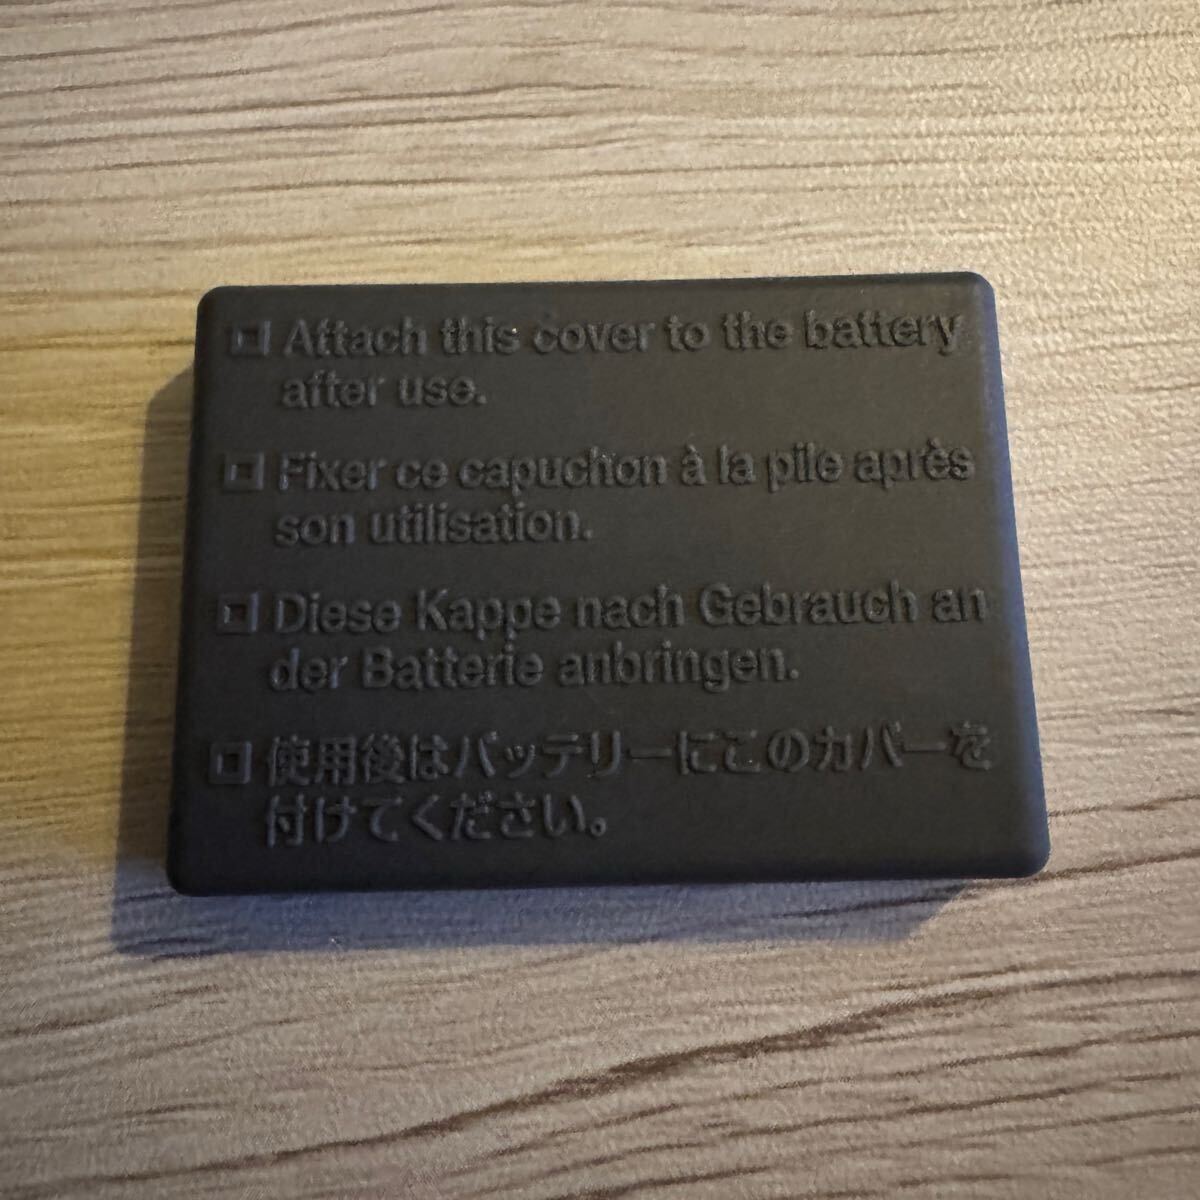 Attach this cover to the battery
after use.
Fixer ce capuchon à la pile après
son utilisation.
Diese Kappe nach Gebrauch an
der Batterie anbringen.
使用後はバッテリーにこのカバーを
付けてください。